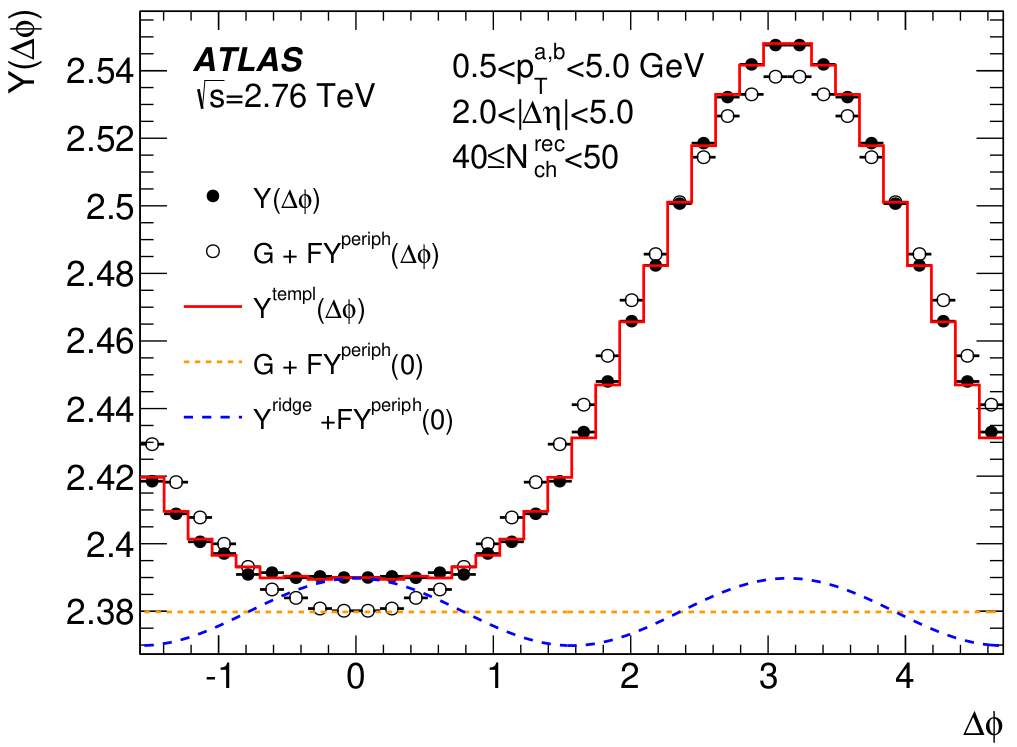 Y(Δϕ)
ATLAS
√s=2.76 TeV
0.5<p_T^{a,b}<5.0 GeV
2.0<|Δη|<5.0
40≤N_ch^{rec}<50
Y(Δϕ)
G + FY^{periph}(Δϕ)
Y^{templ}(Δϕ)
G + FY^{periph}(0)
Y^{ridge} +FY^{periph}(0)
2.54
2.52
2.5
2.48
2.46
2.44
2.42
2.4
2.38
-1 0 1 2 3 4
Δϕ